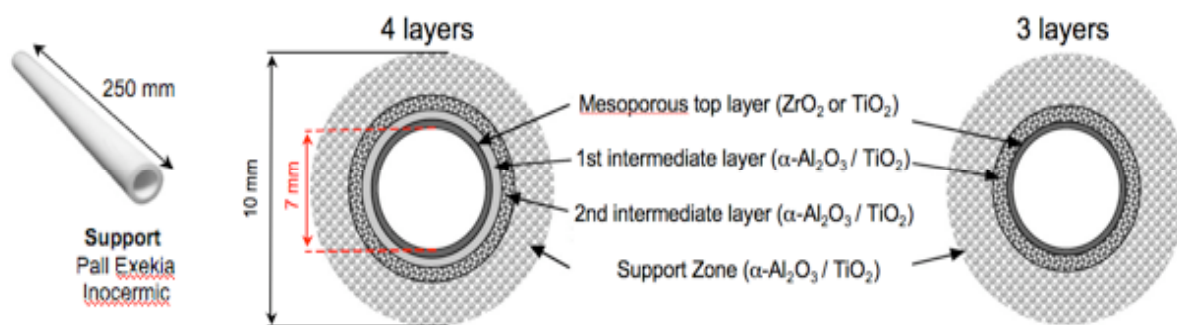 4 layers
3 layers
250 mm
Mesoporous top layer (ZrO₂ or TiO₂)
1st intermediate layer (α-Al₂O₃ / TiO₂)
10 mm
7 mm
2nd intermediate layer (α-Al₂O₃ / TiO₂)
Support
Pall Exekia
Inocermic
Support Zone (α-Al₂O₃ / TiO₂)